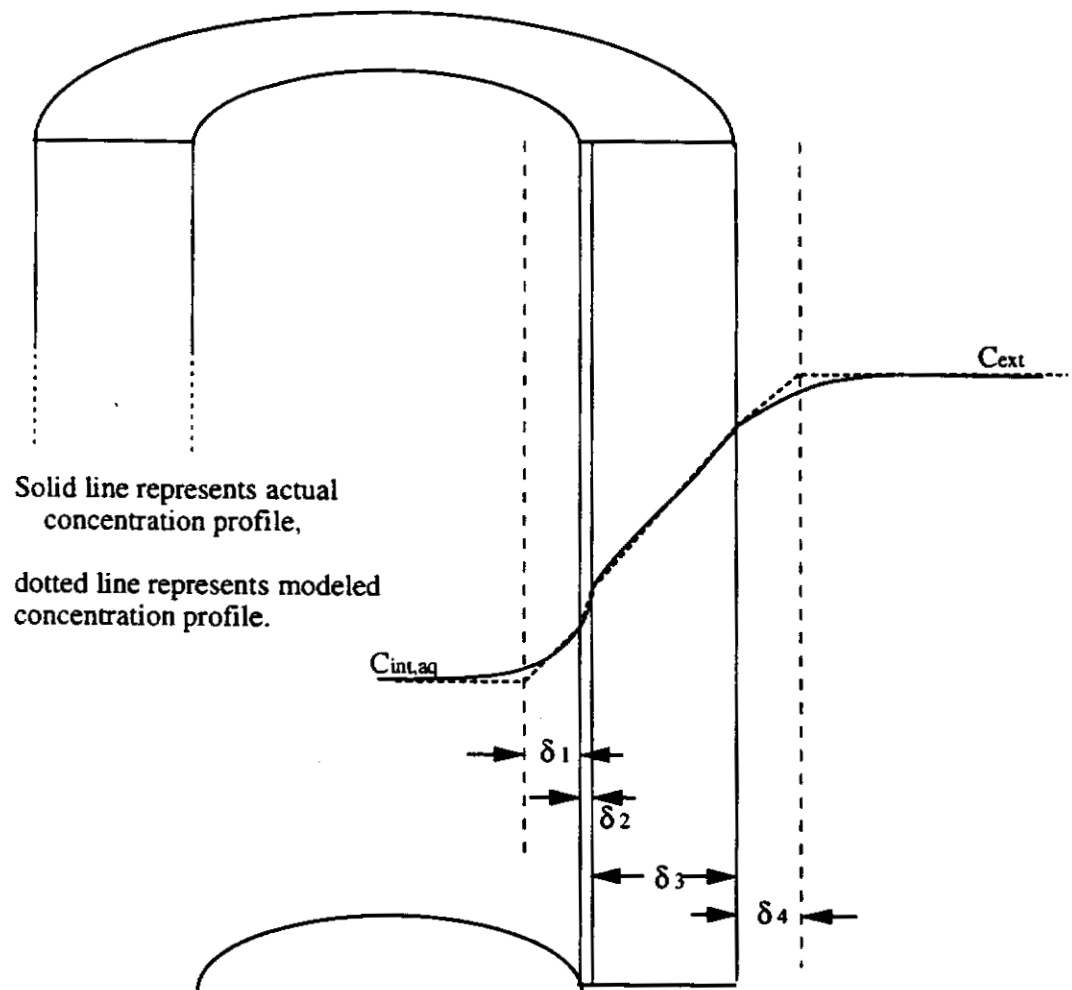 Cext
Solid line represents actual
concentration profile,
dotted line represents modeled
concentration profile.
Cint,aq
δ1
δ2
δ3
δ4